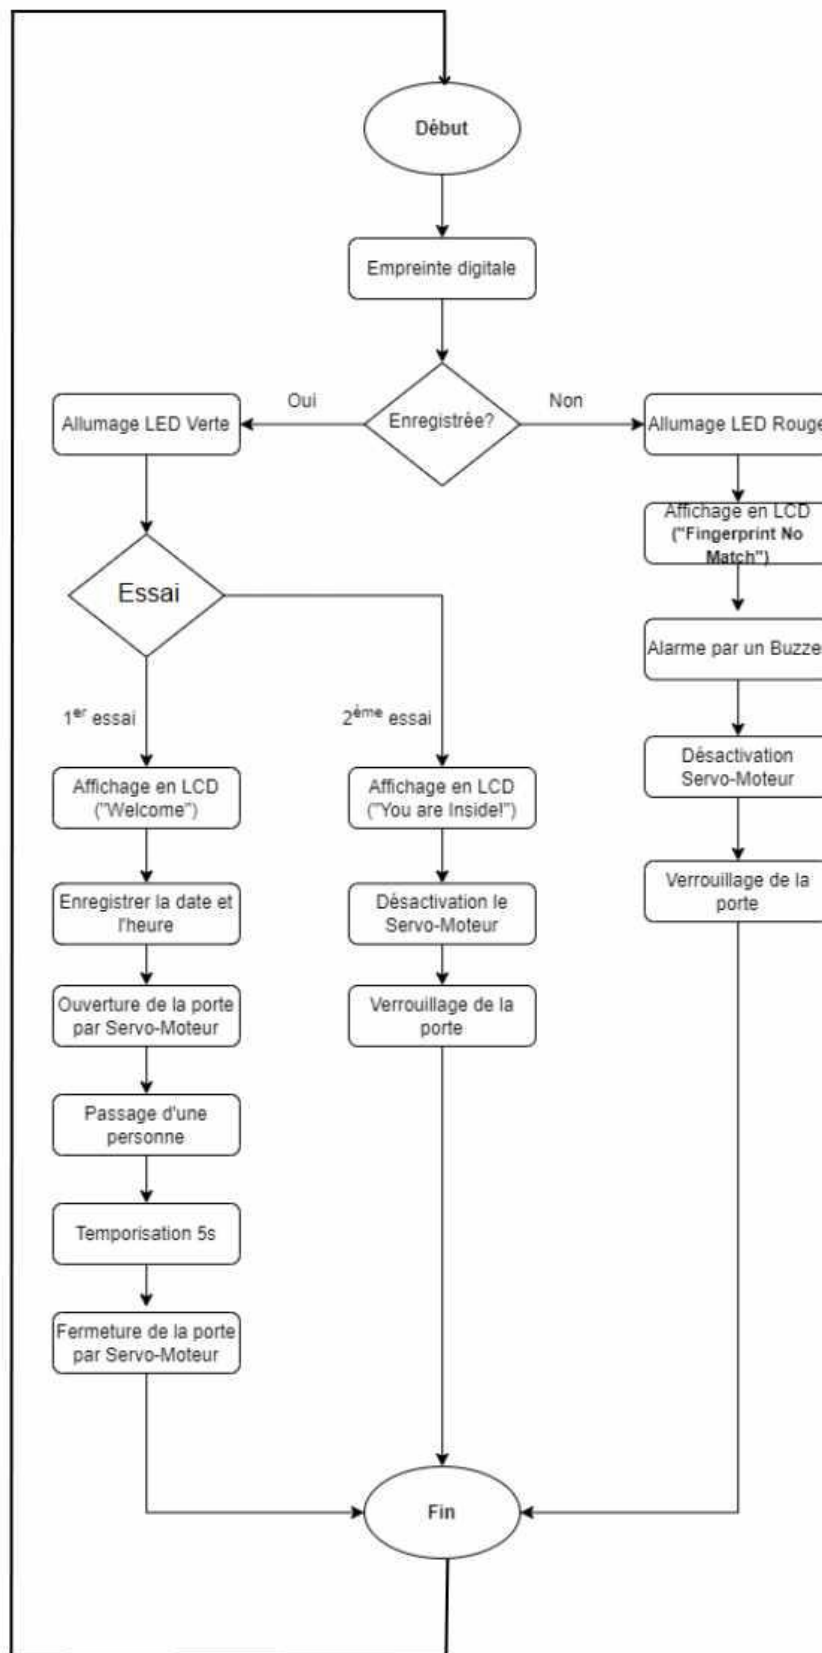 Début
Empreinte digitale
Enregistrée?
Oui
Non
Allumage LED Verte
Allumage LED Rouge
Essai
1er essai
2ème essai
Affichage en LCD
("Welcome")
Enregistrer la date et
l'heure
Ouverture de la porte
par Servo-Moteur
Passage d'une
personne
Temporisation 5s
Fermeture de la porte
par Servo-Moteur
Affichage en LCD
("You are Inside!")
Désactivation le
Servo-Moteur
Verrouillage de la
porte
Affichage en LCD
("Fingerprint No
Match")
Alarme par un Buzze
Désactivation
Servo-Moteur
Verrouillage de la
porte
Fin